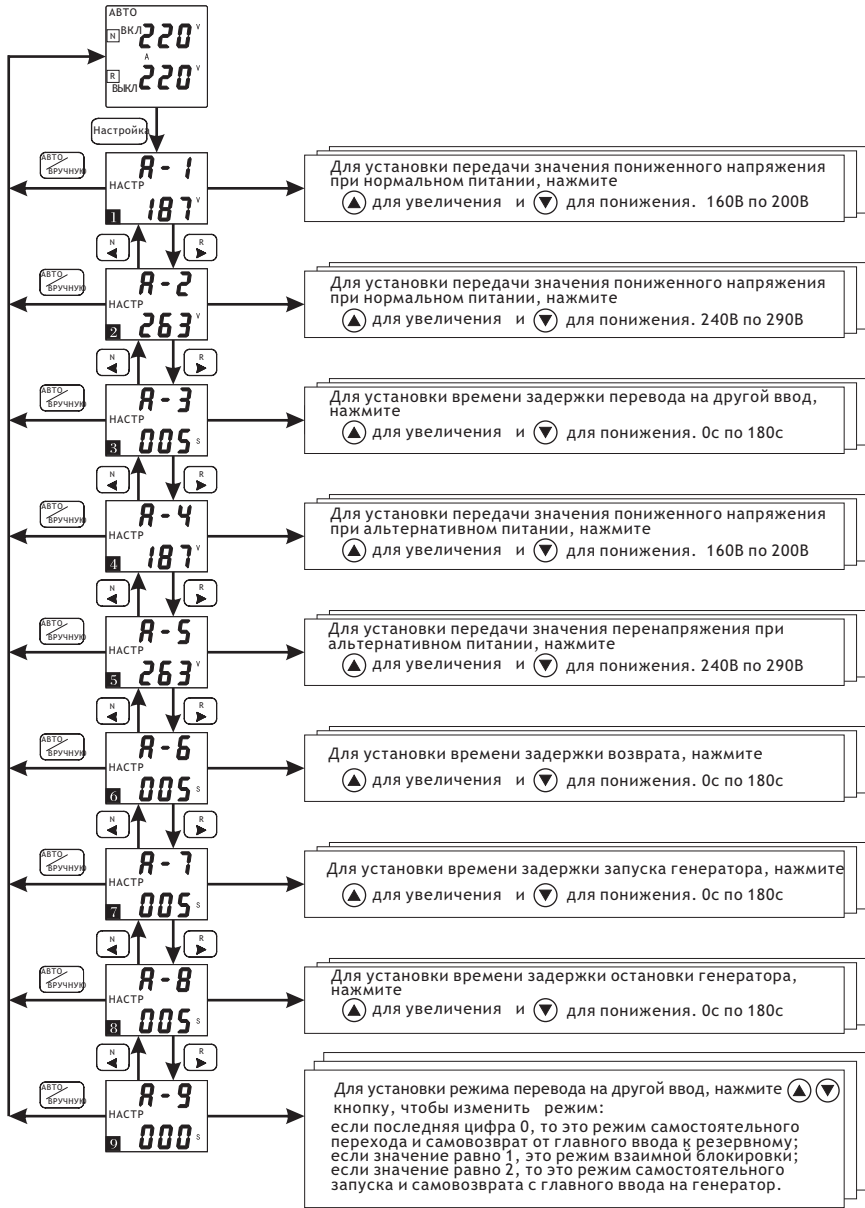 АВТО
N ВКЛ 220 V
A
R 220 V
ВЫКЛ
Настройка
АВТО/ВРУЧНУЮ
A-1
НАСТР
1 187 V
Для установки передачи значения пониженного напряжения
при нормальном питании, нажмите
▲ для увеличения и ▼ для понижения. 160В по 200В
N ◄
R ►
АВТО/ВРУЧНУЮ
A-2
НАСТР
2 263 V
Для установки передачи значения пониженного напряжения
при нормальном питании, нажмите
▲ для увеличения и ▼ для понижения. 240В по 290В
N ◄
R ►
АВТО/ВРУЧНУЮ
A-3
НАСТР
3 005 S
Для установки времени задержки перевода на другой ввод,
нажмите
▲ для увеличения и ▼ для понижения. 0с по 180с
N ◄
R ►
АВТО/ВРУЧНУЮ
A-4
НАСТР
4 187 V
Для установки передачи значения пониженного напряжения
при альтернативном питании, нажмите
▲ для увеличения и ▼ для понижения. 160В по 200В
N ◄
R ►
АВТО/ВРУЧНУЮ
A-5
НАСТР
5 263 V
Для установки передачи значения перенапряжения при
альтернативном питании, нажмите
▲ для увеличения и ▼ для понижения. 240В по 290В
N ◄
R ►
АВТО/ВРУЧНУЮ
A-6
НАСТР
6 005 S
Для установки времени задержки возврата, нажмите
▲ для увеличения и ▼ для понижения. 0с по 180с
N ◄
R ►
АВТО/ВРУЧНУЮ
A-7
НАСТР
7 005 S
Для установки времени задержки запуска генератора, нажмите
▲ для увеличения и ▼ для понижения. 0с по 180с
N ◄
R ►
АВТО/ВРУЧНУЮ
A-8
НАСТР
8 005 S
Для установки времени задержки остановки генератора,
нажмите
▲ для увеличения и ▼ для понижения. 0с по 180с
N ◄
R ►
АВТО/ВРУЧНУЮ
A-9
НАСТР
9 000 S
Для установки режима перевода на другой ввод, нажмите ▲ ▼
кнопку, чтобы изменить режим:
если последняя цифра 0, то это режим самостоятельного
перехода и самовозврат от главного ввода к резервному;
если значение равно 1, это режим взаимной блокировки;
если значение равно 2, то это режим самостоятельного
запуска и самовозврата с главного ввода на генератор.